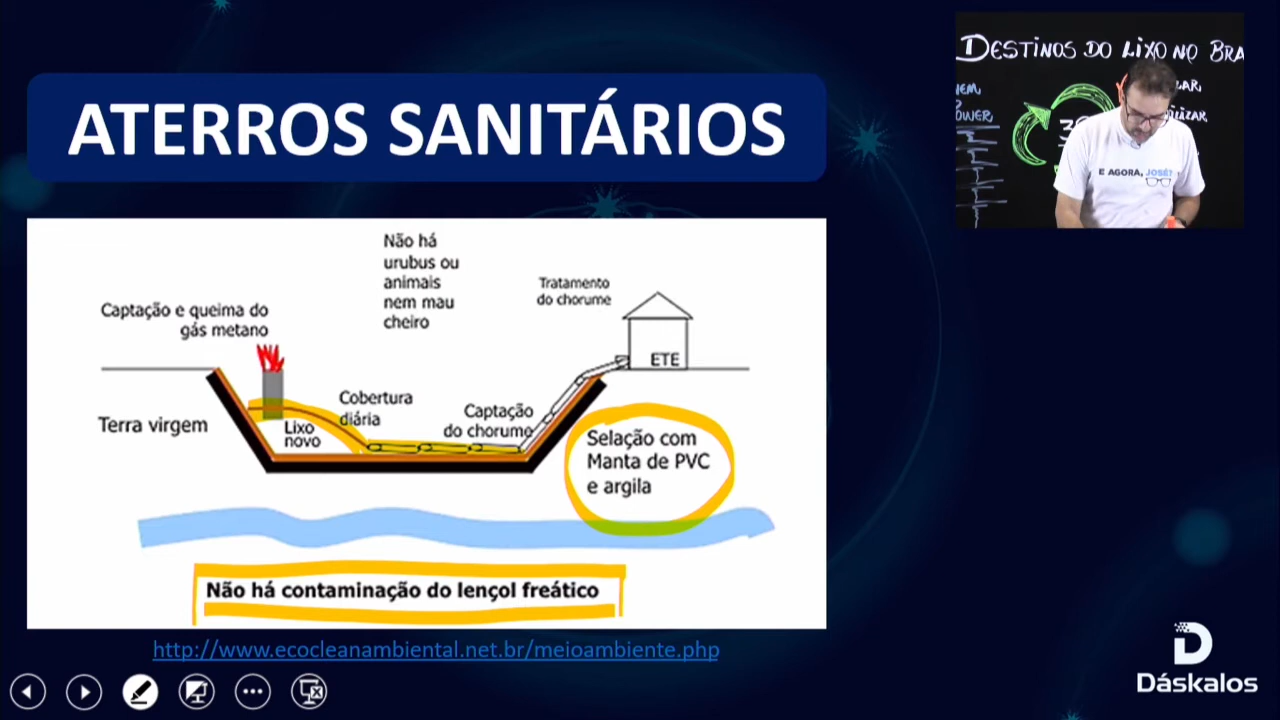 ATERROS SANITÁRIOS
DESTINOS DO LIXO NO BRA
E AGORA, JOSÉ?
Não há
urubus ou
animais
nem mau
cheiro
Captação e queima do
gás metano
Tratamento
do chorume
ETE
Terra virgem
Lixo
novo
Cobertura
diária
Captação
do chorume
Selação com
Manta de PVC
e argila
Não há contaminação do lençol freático
http://www.ecocleanambiental.net.br/meioambiente.php
Dáskalos